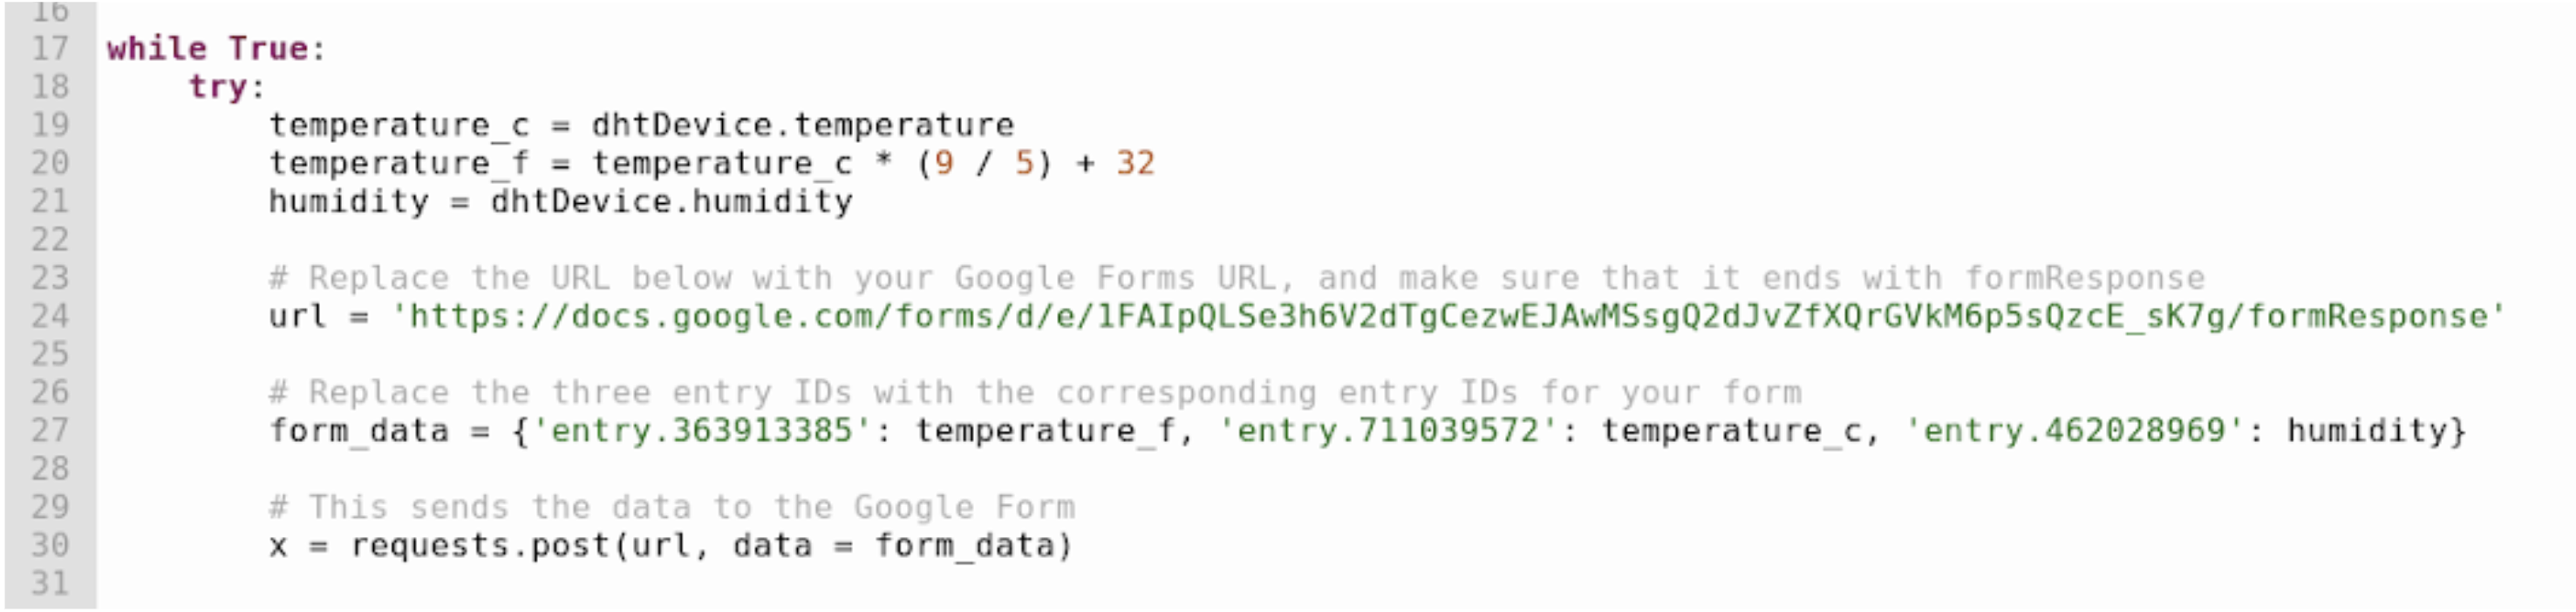 16
17 while True:
18     try:
19         temperature_c = dhtDevice.temperature
20         temperature_f = temperature_c * (9 / 5) + 32
21         humidity = dhtDevice.humidity
22
23         # Replace the URL below with your Google Forms URL, and make sure that it ends with formResponse
24         url = 'https://docs.google.com/forms/d/e/1FAIpQLSe3h6V2dTgCezwEJAwMSsgQ2dJvZfXQrGVkM6p5sQzcE_sK7g/formResponse'
25
26         # Replace the three entry IDs with the corresponding entry IDs for your form
27         form_data = {'entry.363913385': temperature_f, 'entry.711039572': temperature_c, 'entry.462028969': humidity}
28
29         # This sends the data to the Google Form
30         x = requests.post(url, data = form_data)
31